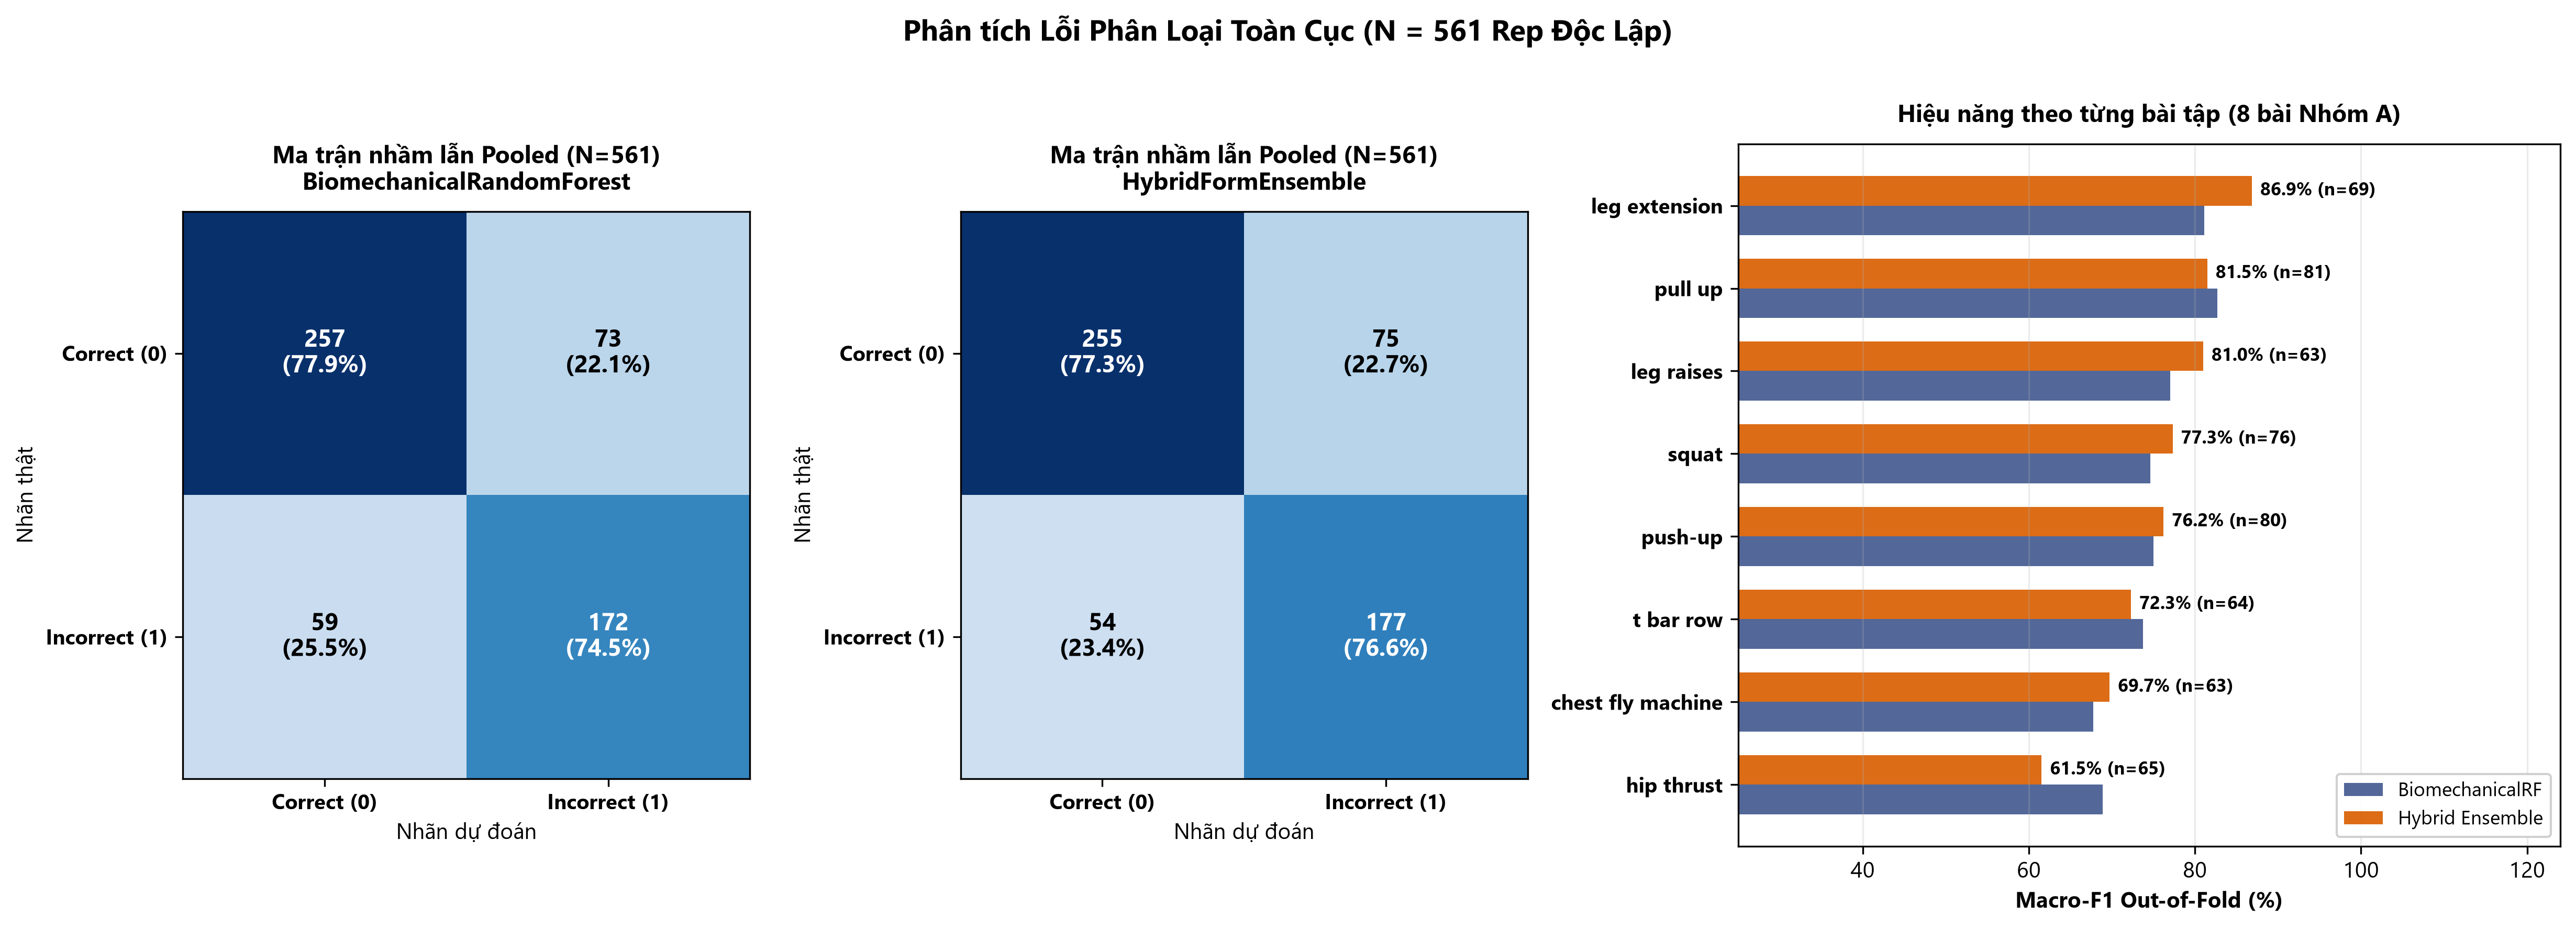 Phân tích Lỗi Phân Loại Toàn Cục (N = 561 Rep Độc Lập)
Ma trận nhầm lẫn Pooled (N=561)
BiomechanicalRandomForest
Nhãn thật
Correct (0)
Incorrect (1)
257
(77.9%)
73
(22.1%)
59
(25.5%)
172
(74.5%)
Correct (0)
Incorrect (1)
Nhãn dự đoán
Ma trận nhầm lẫn Pooled (N=561)
HybridFormEnsemble
Nhãn thật
Correct (0)
Incorrect (1)
255
(77.3%)
75
(22.7%)
54
(23.4%)
177
(76.6%)
Correct (0)
Incorrect (1)
Nhãn dự đoán
Hiệu năng theo từng bài tập (8 bài Nhóm A)
leg extension
86.9% (n=69)
pull up
81.5% (n=81)
leg raises
81.0% (n=63)
squat
77.3% (n=76)
push-up
76.2% (n=80)
t bar row
72.3% (n=64)
chest fly machine
69.7% (n=63)
hip thrust
61.5% (n=65)
BiomechanicalRF
Hybrid Ensemble
40
60
80
100
120
Macro-F1 Out-of-Fold (%)